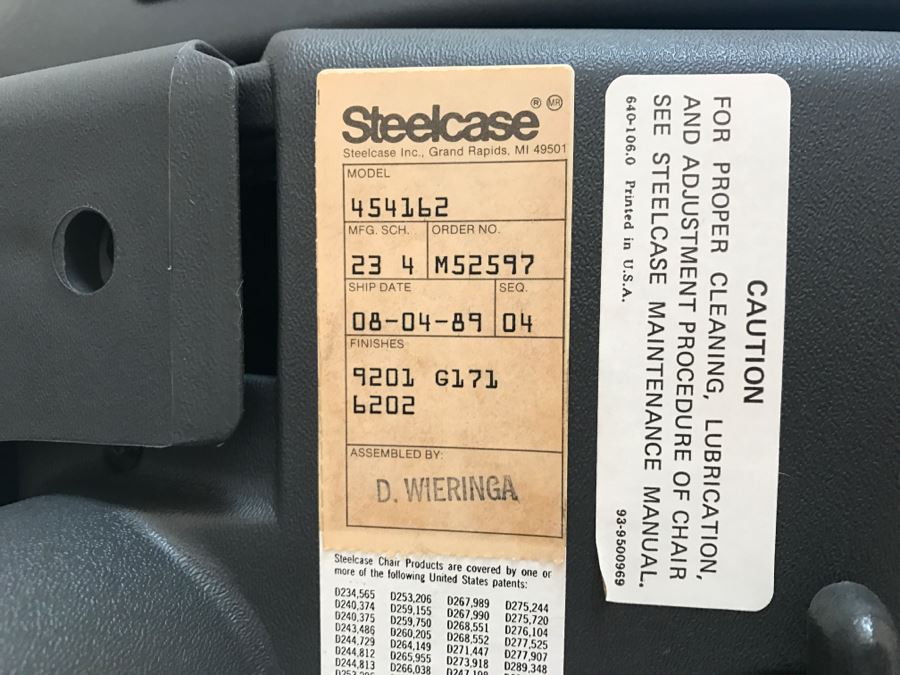 Steelcase ® MR
Steelcase Inc., Grand Rapids, MI 49501
MODEL
454162
MFG. SCH. ORDER NO.
23 4 M52597
SHIP DATE SEQ.
08-04-89 04
FINISHES
9201 G171
6202
ASSEMBLED BY:
D. WIERINGA
Steelcase Chair Products are covered by one or
more of the following United States patents:
D234,565 D253,206 D267,989 D275,244
D240,374 D259,155 D267,990 D275,720
D240,375 D259,750 D268,551 D276,104
D243,486 D260,205 D268,552 D277,525
D244,729 D264,149 D271,447 D277,907
D244,812 D265,955 D273,918 D289,348
D244,813 D266,038
CAUTION
FOR PROPER CLEANING, LUBRICATION,
AND ADJUSTMENT PROCEDURE OF CHAIR
SEE STEELCASE MAINTENANCE MANUAL.
640-106.0 Printed in U.S.A. 93-9500969